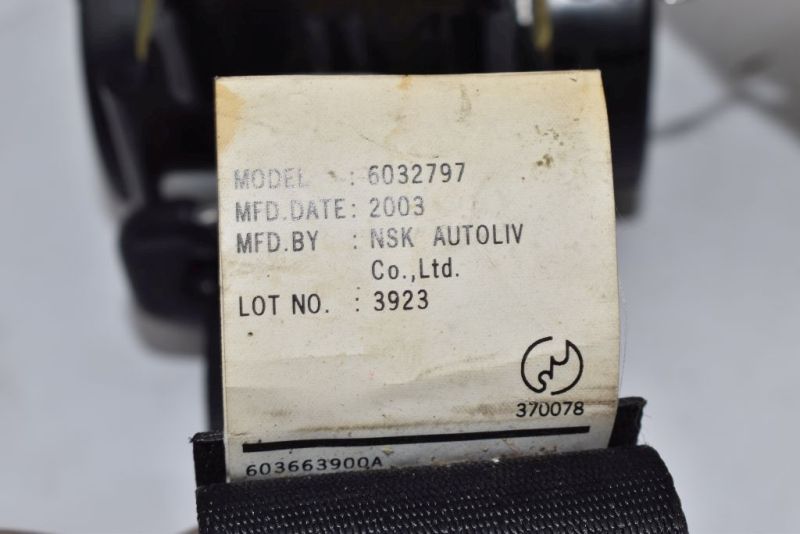 MODEL : 6032797
MFD.DATE: 2003
MFD.BY : NSK AUTOLIV
Co.,Ltd.
LOT NO. : 3923
370078
603663900A